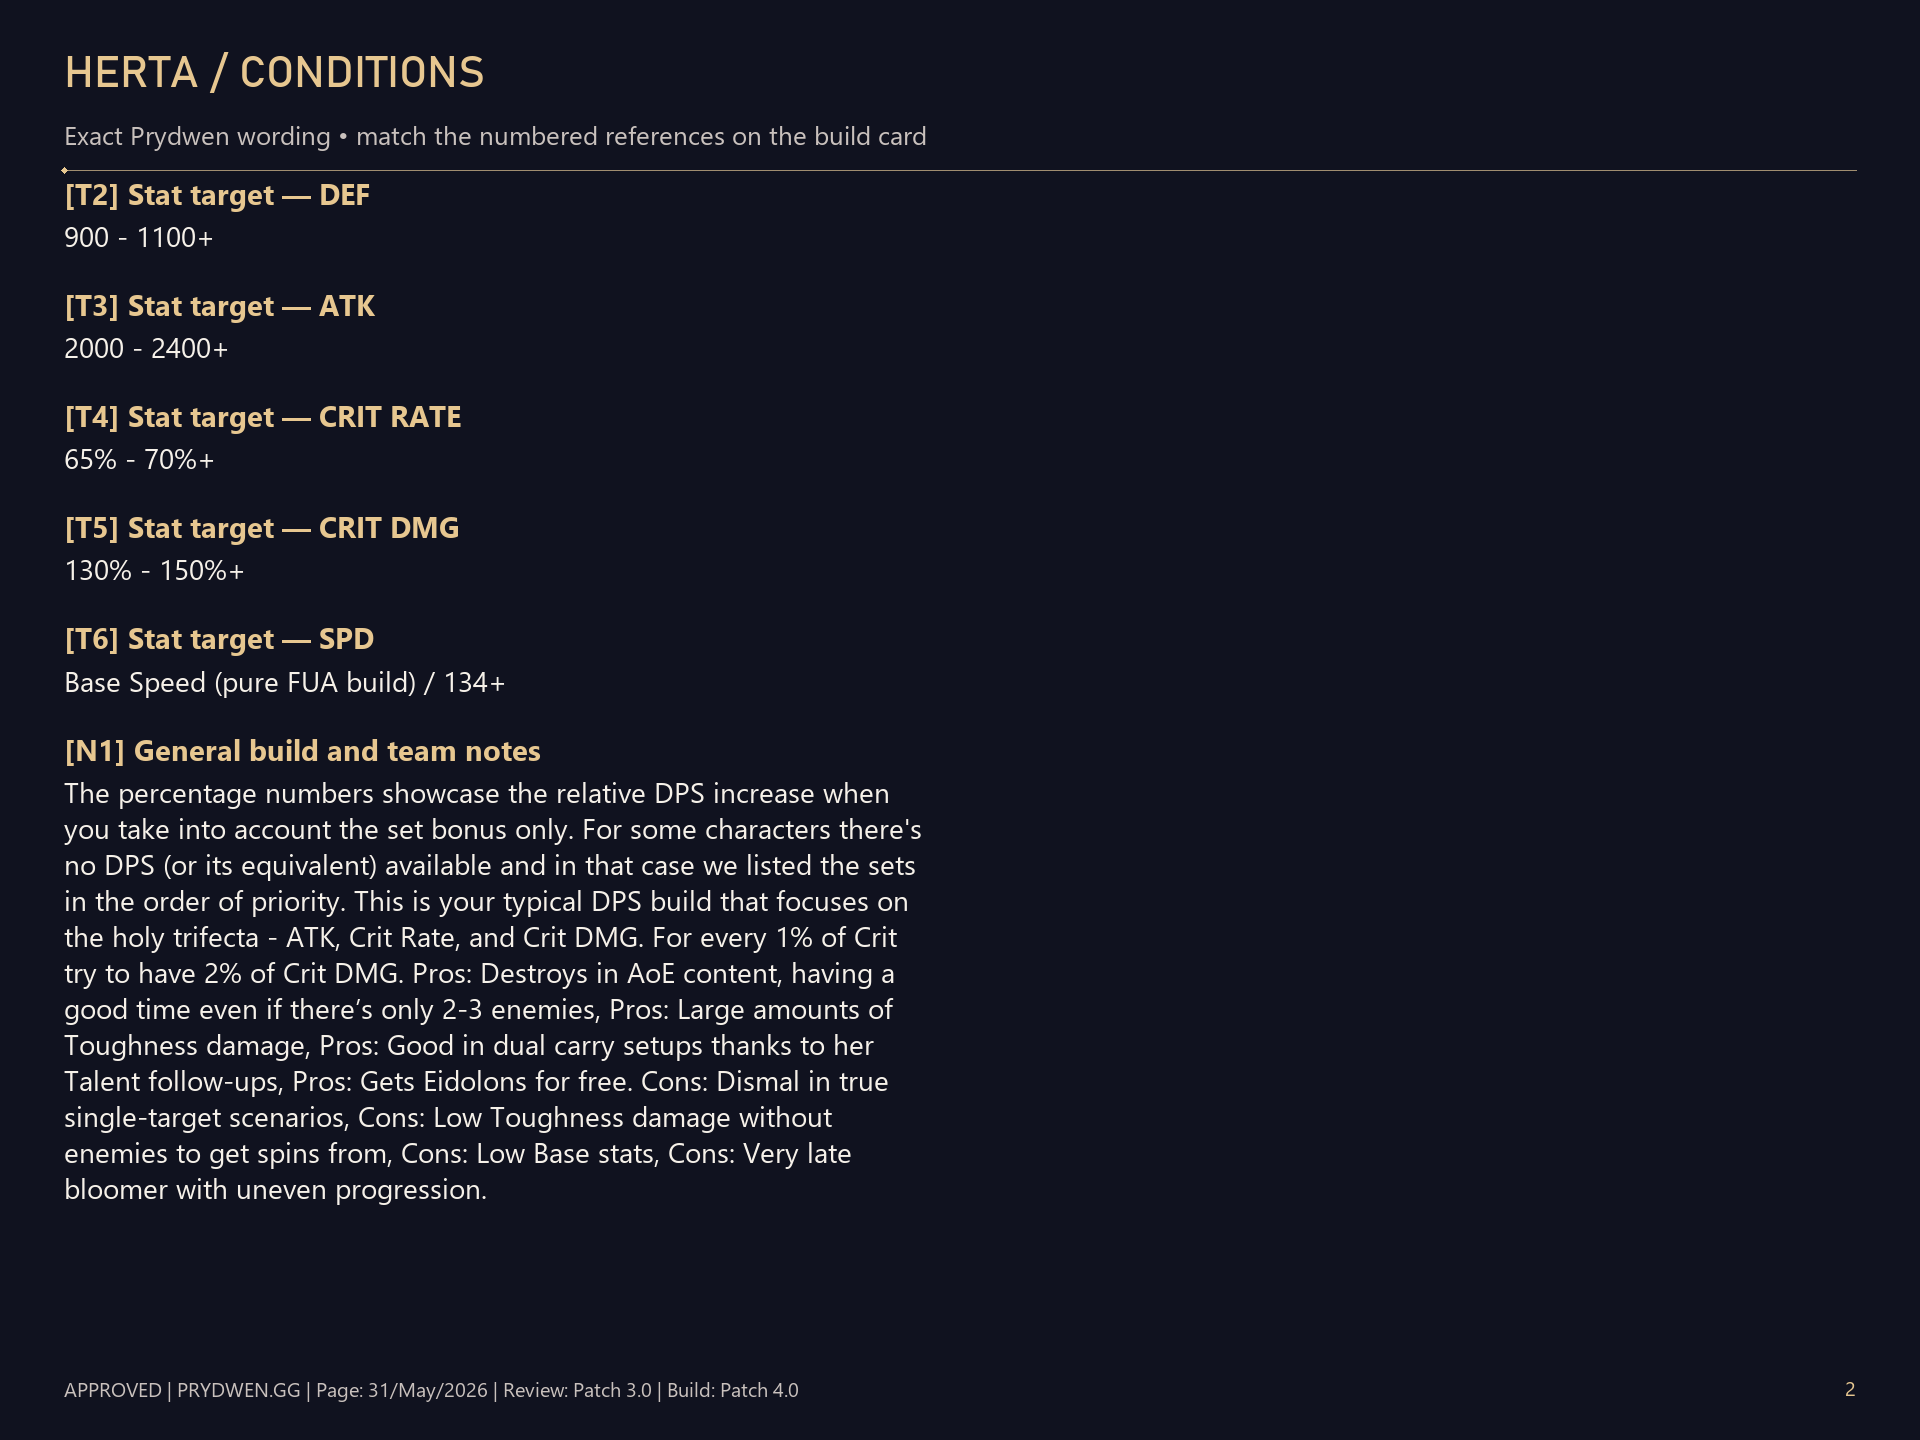 HERTA / CONDITIONS
Exact Prydwen wording • match the numbered references on the build card
[T2] Stat target — DEF
900 - 1100+
[T3] Stat target — ATK
2000 - 2400+
[T4] Stat target — CRIT RATE
65% - 70%+
[T5] Stat target — CRIT DMG
130% - 150%+
[T6] Stat target — SPD
Base Speed (pure FUA build) / 134+
[N1] General build and team notes
The percentage numbers showcase the relative DPS increase when
you take into account the set bonus only. For some characters there's
no DPS (or its equivalent) available and in that case we listed the sets
in the order of priority. This is your typical DPS build that focuses on
the holy trifecta - ATK, Crit Rate, and Crit DMG. For every 1% of Crit
try to have 2% of Crit DMG. Pros: Destroys in AoE content, having a
good time even if there’s only 2-3 enemies, Pros: Large amounts of
Toughness damage, Pros: Good in dual carry setups thanks to her
Talent follow-ups, Pros: Gets Eidolons for free. Cons: Dismal in true
single-target scenarios, Cons: Low Toughness damage without
enemies to get spins from, Cons: Low Base stats, Cons: Very late
bloomer with uneven progression.
APPROVED | PRYDWEN.GG | Page: 31/May/2026 | Review: Patch 3.0 | Build: Patch 4.0
2